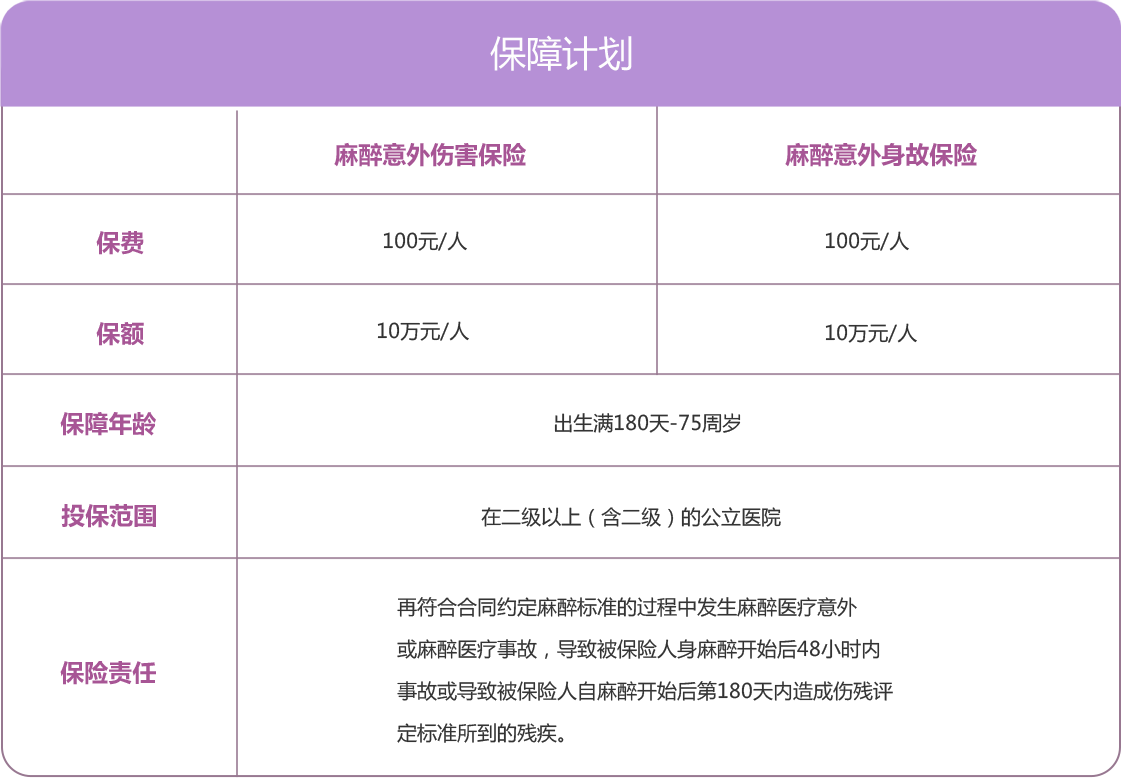 保障计划
麻醉意外伤害保险 麻醉意外身故保险
保费 100元/人 100元/人
保额 10万元/人 10万元/人
保障年龄 出生满180天-75周岁
投保范围 在二级以上（含二级）的公立医院
保险责任
再符合合同约定麻醉标准的过程中发生麻醉医疗意外
或麻醉医疗事故，导致被保险人身麻醉开始后48小时内
事故或导致被保险人自麻醉开始后第180天内造成伤残评
定标准所到的残疾。